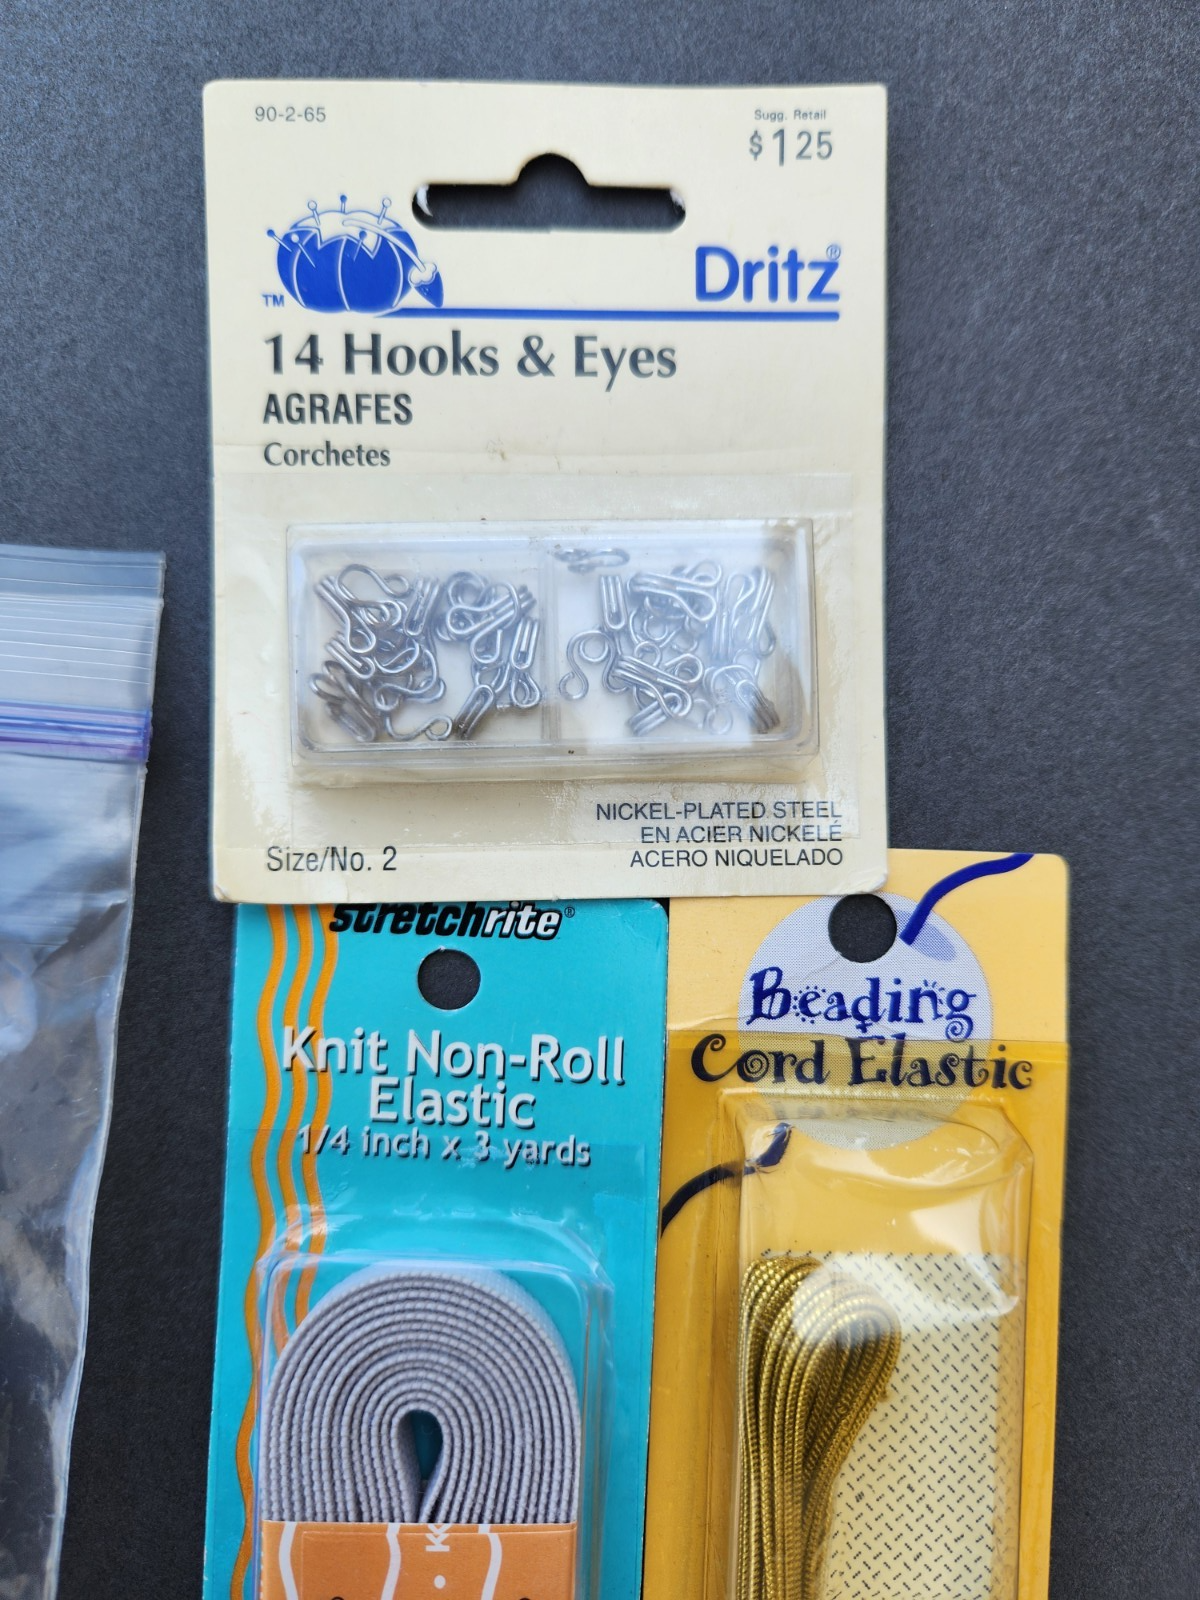 90-2-65
Sugg. Retail
$125
TM
Dritz®
14 Hooks & Eyes
AGRAFES
Corchetes
NICKEL-PLATED STEEL
EN ACIER NICKELÉ
ACERO NIQUELADO
Size/No. 2
stretchrite®
Knit Non-Roll
Elastic
1/4 inch x 3 yards
Beading
Cord Elastic